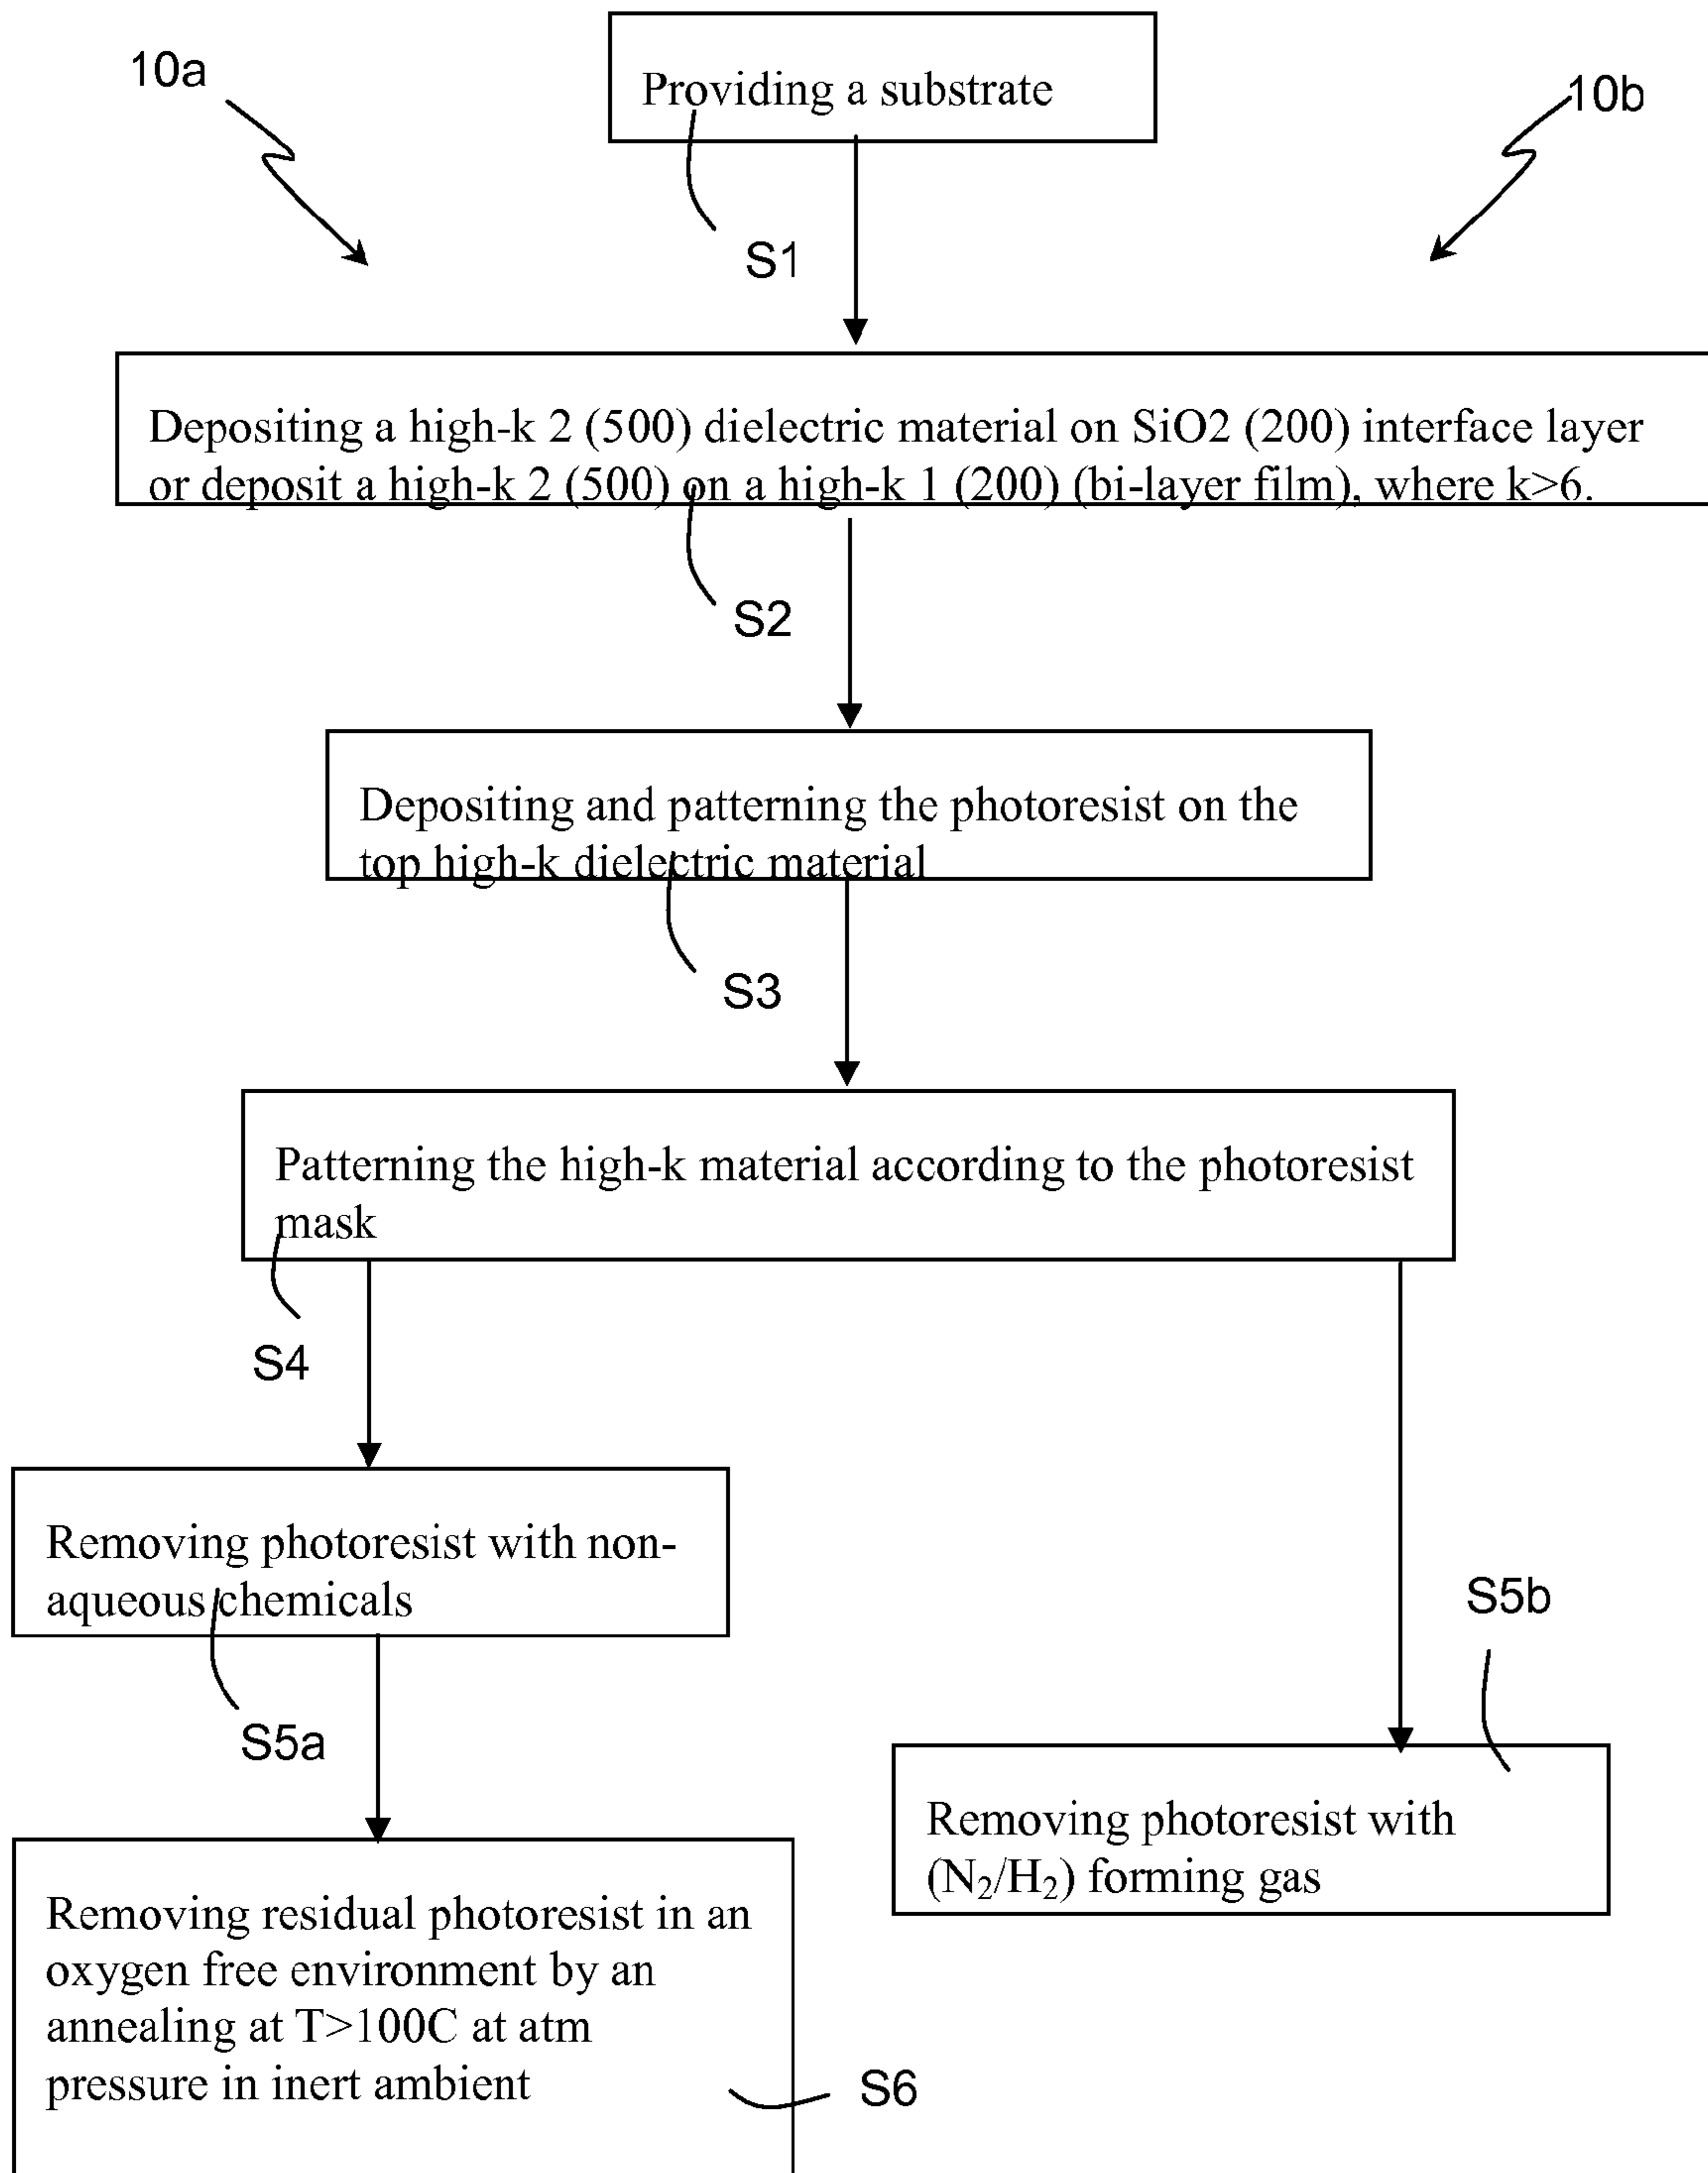 Providing a substrate
10a
10b
S1
Depositing a high-k 2 (500) dielectric material on SiO2 (200) interface layer
or deposit a high-k 2 (500) on a high-k 1 (200) (bi-layer film), where k>6.
S2
Depositing and patterning the photoresist on the
top high-k dielectric material
S3
Patterning the high-k material according to the photoresist
mask
S4
Removing photoresist with non-
aqueous chemicals
S5a
S5b
Removing photoresist with
(N₂/H₂) forming gas
Removing residual photoresist in an
oxygen free environment by an
annealing at T>100C at atm
pressure in inert ambient
S6